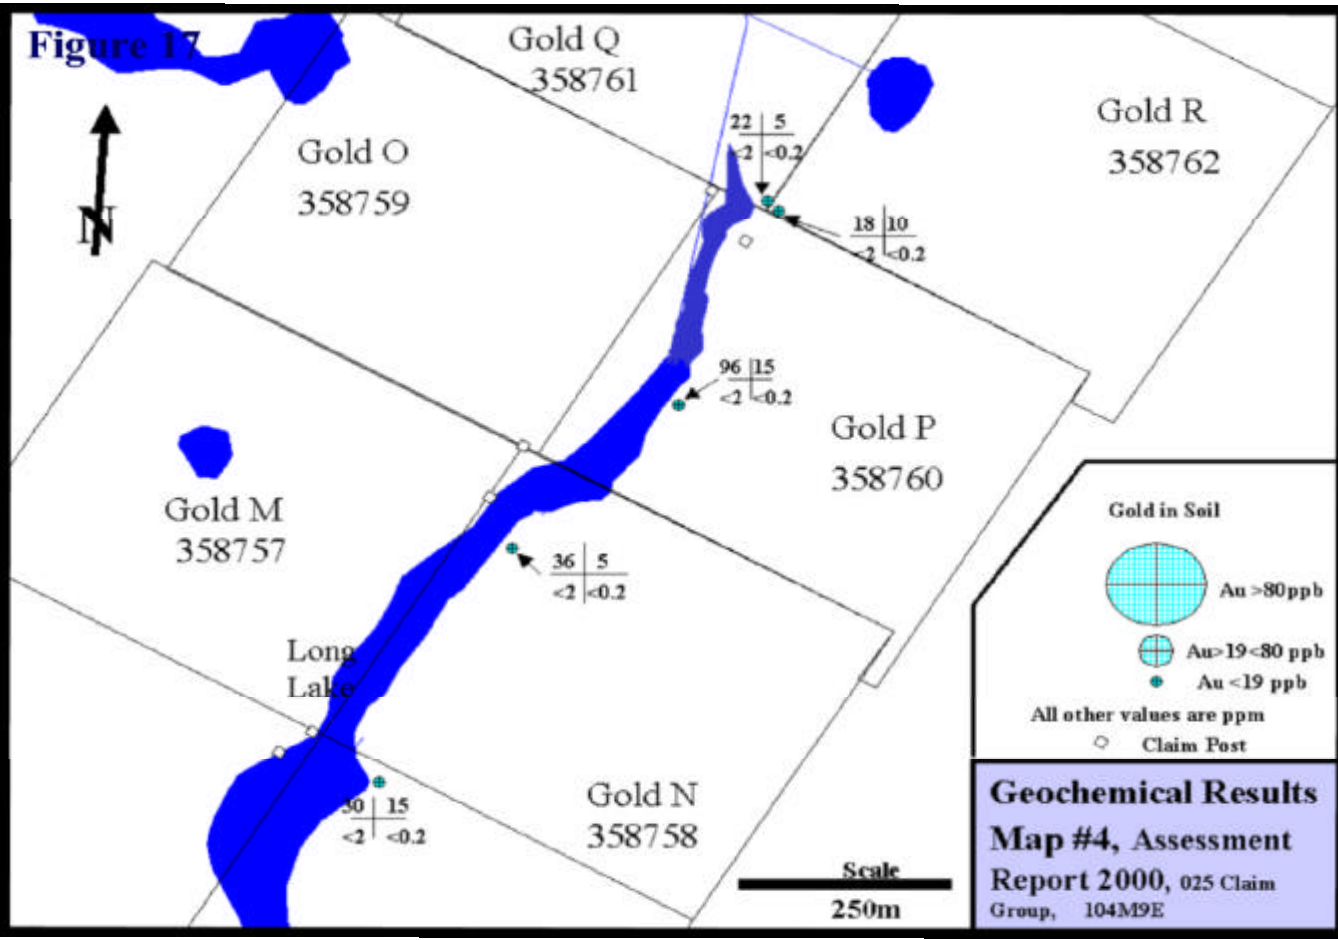 Figure 17
Gold Q
358761
Gold R
358762
Gold O
358759
N
22 5
<2 <0.2
18 10
<2 <0.2
96 15
<2 <0.2
Gold P
358760
Gold M
358757
36 5
<2 <0.2
Long
Lake
30 15
<2 <0.2
Gold N
358758
Gold in Soil
Au >80ppb
Au>19<80 ppb
Au <19 ppb
All other values are ppm
Claim Post
Scale
250m
Geochemical Results
Map #4, Assessment
Report 2000, 025 Claim
Group, 104M9E